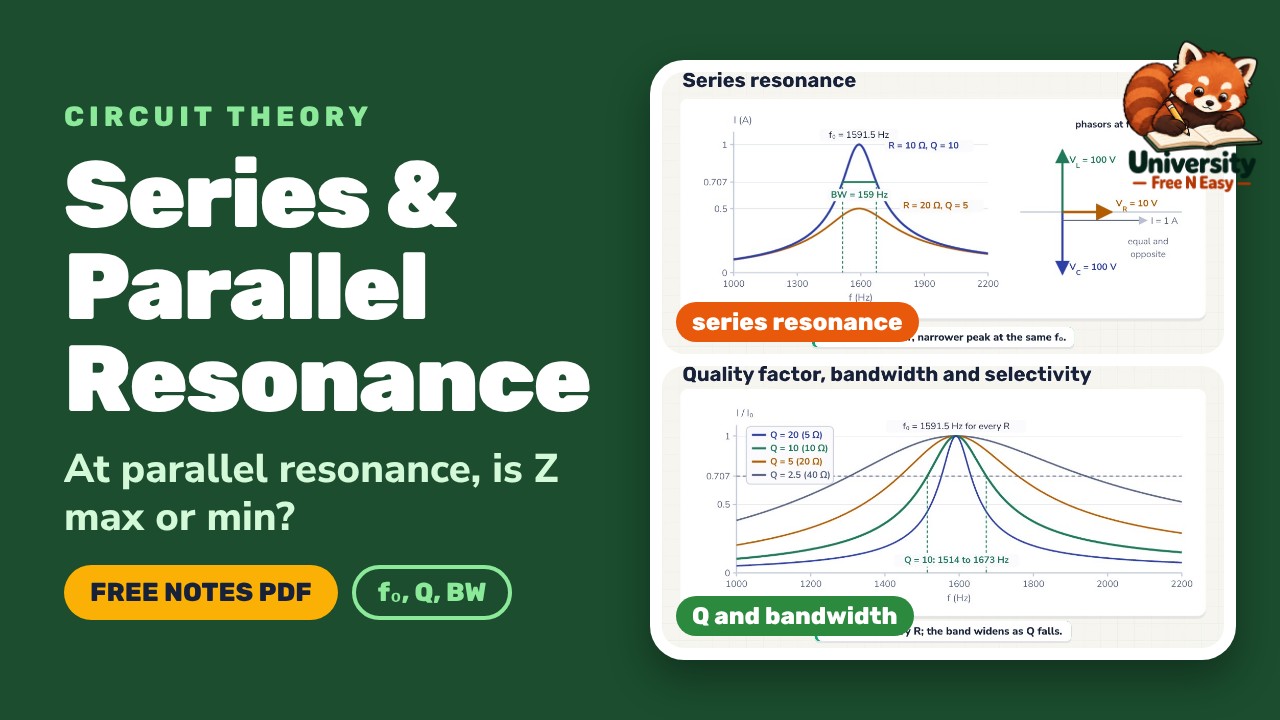 CIRCUIT THEORY
Series &
Parallel
Resonance
At parallel resonance, is Z
max or min?
FREE NOTES PDF
f₀, Q, BW
Series resonance
I (A)
f₀ = 1591.5 Hz
R = 10 Ω, Q = 10
1
0.707
BW = 159 Hz
R = 20 Ω, Q = 5
0.5
0
1000 1300 1600 1900 2200
f (Hz)
phasors at
V_L = 100 V
V_R = 10 V
I = 1 A
equal and
opposite
V_C = 100 V
University
Free N Easy
series resonance
narrower peak at the same f₀.
Quality factor, bandwidth and selectivity
I / I₀
f₀ = 1591.5 Hz for every R
Q = 20 (5 Ω)
Q = 10 (10 Ω)
Q = 5 (20 Ω)
Q = 2.5 (40 Ω)
1
0.707
0.5
0
Q = 10: 1514 to 1673 Hz
1000 1200 1400 1600 1800 2000 2200
f (Hz)
Q and bandwidth
R; the band widens as Q falls.